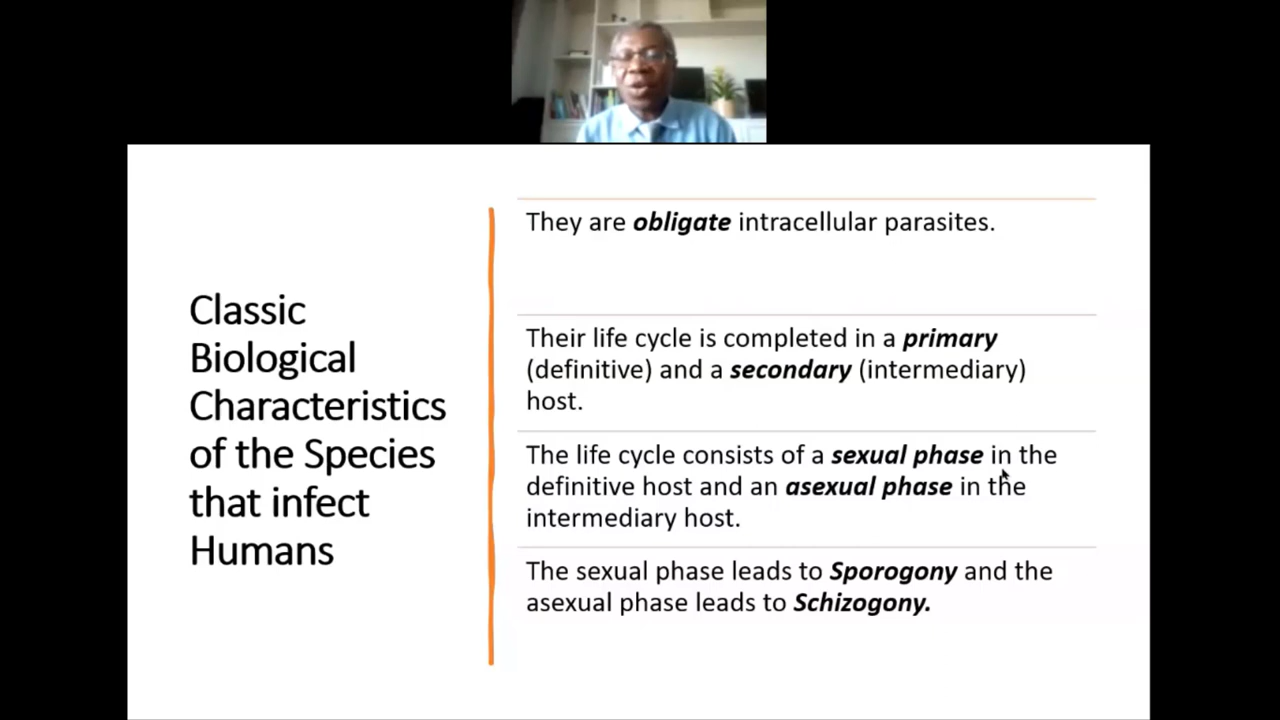 Classic
Biological
Characteristics
of the Species
that infect
Humans
They are obligate intracellular parasites.
Their life cycle is completed in a primary
(definitive) and a secondary (intermediary)
host.
The life cycle consists of a sexual phase in the
definitive host and an asexual phase in the
intermediary host.
The sexual phase leads to Sporogony and the
asexual phase leads to Schizogony.